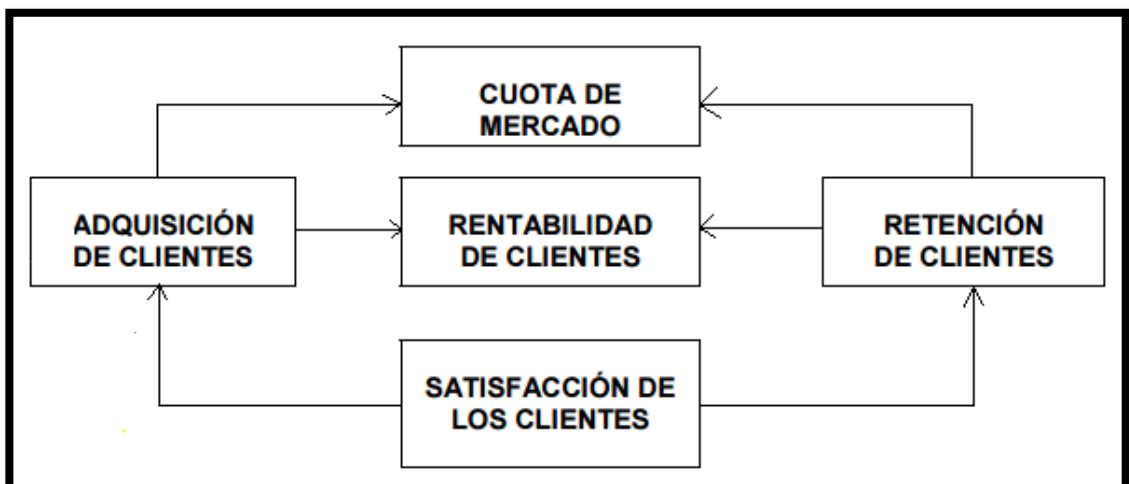 CUOTA DE
MERCADO
ADQUISICIÓN
DE CLIENTES
RENTABILIDAD
DE CLIENTES
RETENCIÓN
DE CLIENTES
SATISFACCIÓN DE
LOS CLIENTES